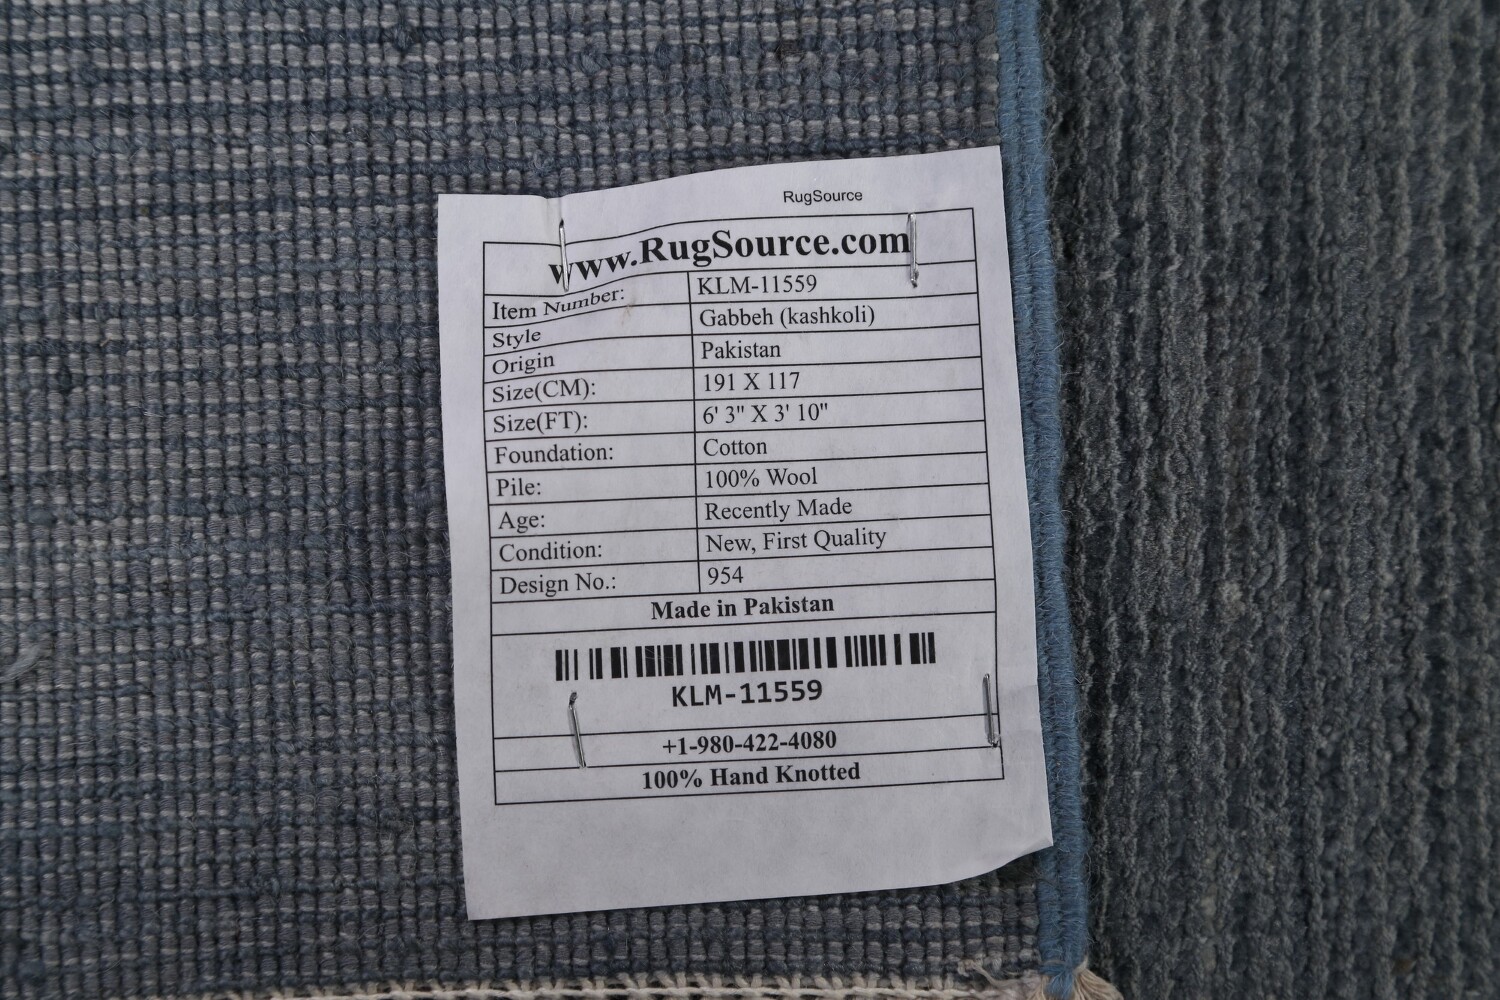 RugSource
www.RugSource.com
Item Number: KLM-11559
Style Gabbeh (kashkoli)
Origin Pakistan
Size(CM): 191 X 117
Size(FT): 6' 3" X 3' 10"
Foundation: Cotton
Pile: 100% Wool
Age: Recently Made
Condition: New, First Quality
Design No.: 954
Made in Pakistan
KLM-11559
+1-980-422-4080
100% Hand Knotted